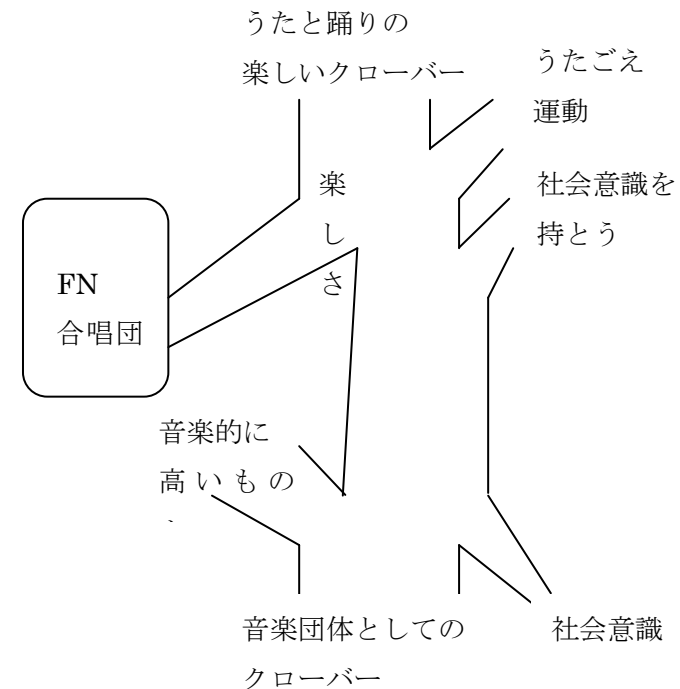 うたと踊りの
楽しいクローバー
うたごえ
運動
楽しさ
社会意識を
持とう
FN
合唱団
音楽的に
高いもの
音楽団体としての
クローバー
社会意識